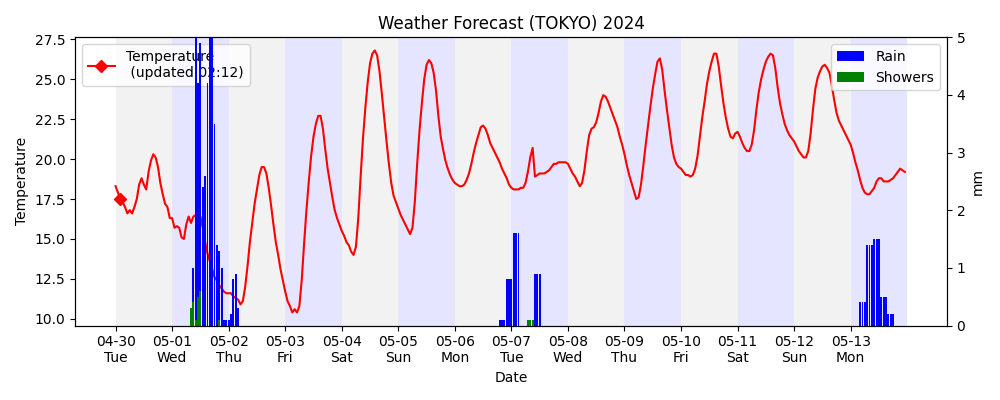 Weather Forecast (TOKYO) 2024
27.5
25.0
22.5
20.0
17.5
15.0
12.5
10.0
Temperature
Temperature
(updated 02:12)
Rain
Showers
5
4
3
2
1
0
mm
04-30 05-01 05-02 05-03 05-04 05-05 05-06 05-07 05-08 05-09 05-10 05-11 05-12 05-13
Tue Wed Thu Fri Sat Sun Mon Tue Wed Thu Fri Sat Sun Mon
Date